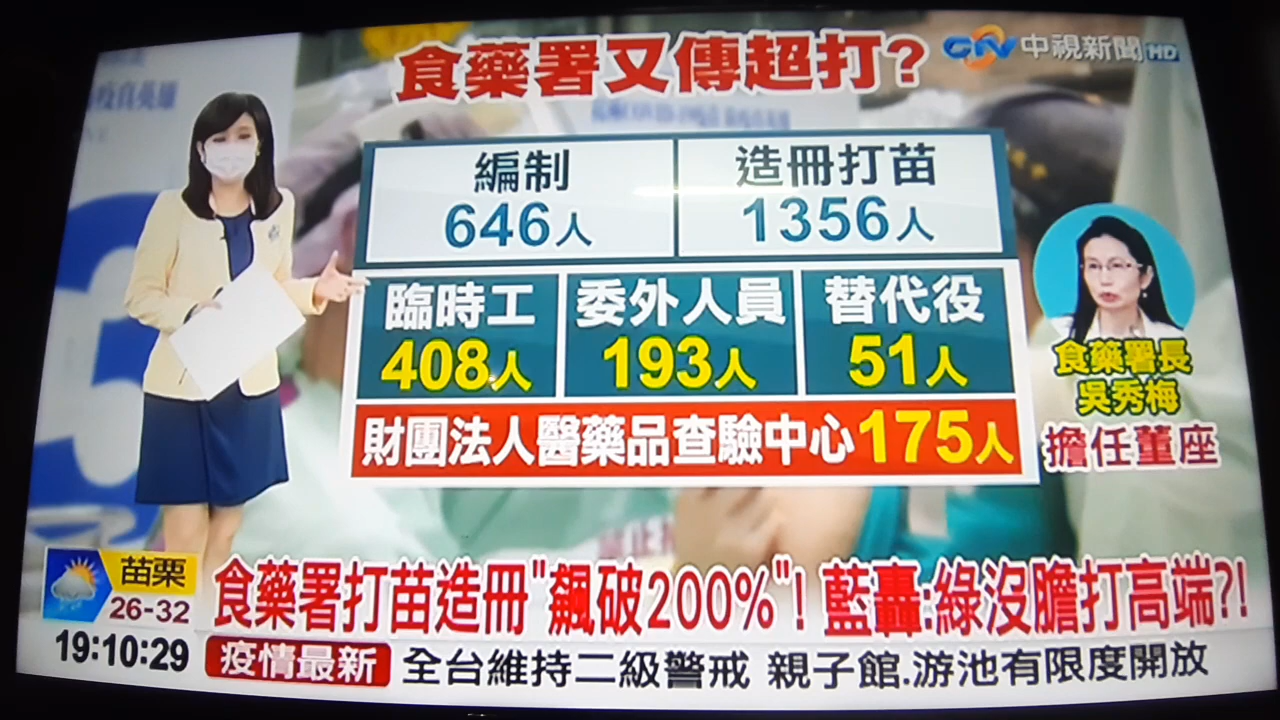 食藥署又傳超打?
CTV 中視新聞 HD
疫真英雄
編制
646人
造冊打苗
1356人
臨時工
408人
委外人員
193人
替代役
51人
財團法人醫藥品查驗中心175人
食藥署長
吳秀梅
擔任董座
苗栗
26-32
食藥署打苗造冊"飆破200%"! 藍轟:綠沒膽打高端?!
19:10:29
疫情最新
全台維持二級警戒 親子館.游池有限度開放